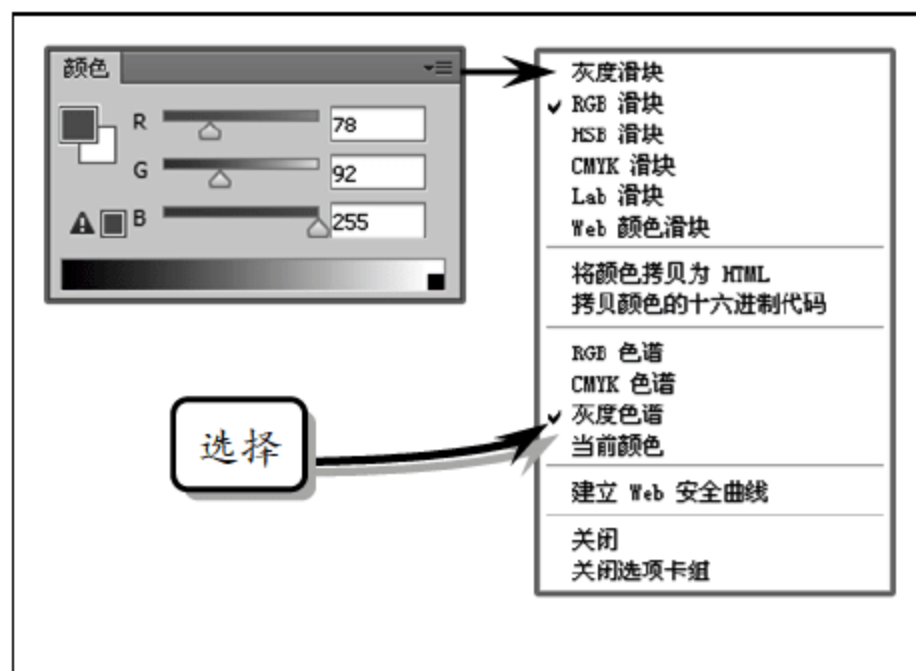 颜色
R 78
G 92
B 255
选择
灰度滑块
RGB 滑块
HSB 滑块
CMYK 滑块
Lab 滑块
Web 颜色滑块
将颜色拷贝为 HTML
拷贝颜色的十六进制代码
RGB 色谱
CMYK 色谱
灰度色谱
当前颜色
建立 Web 安全曲线
关闭
关闭选项卡组